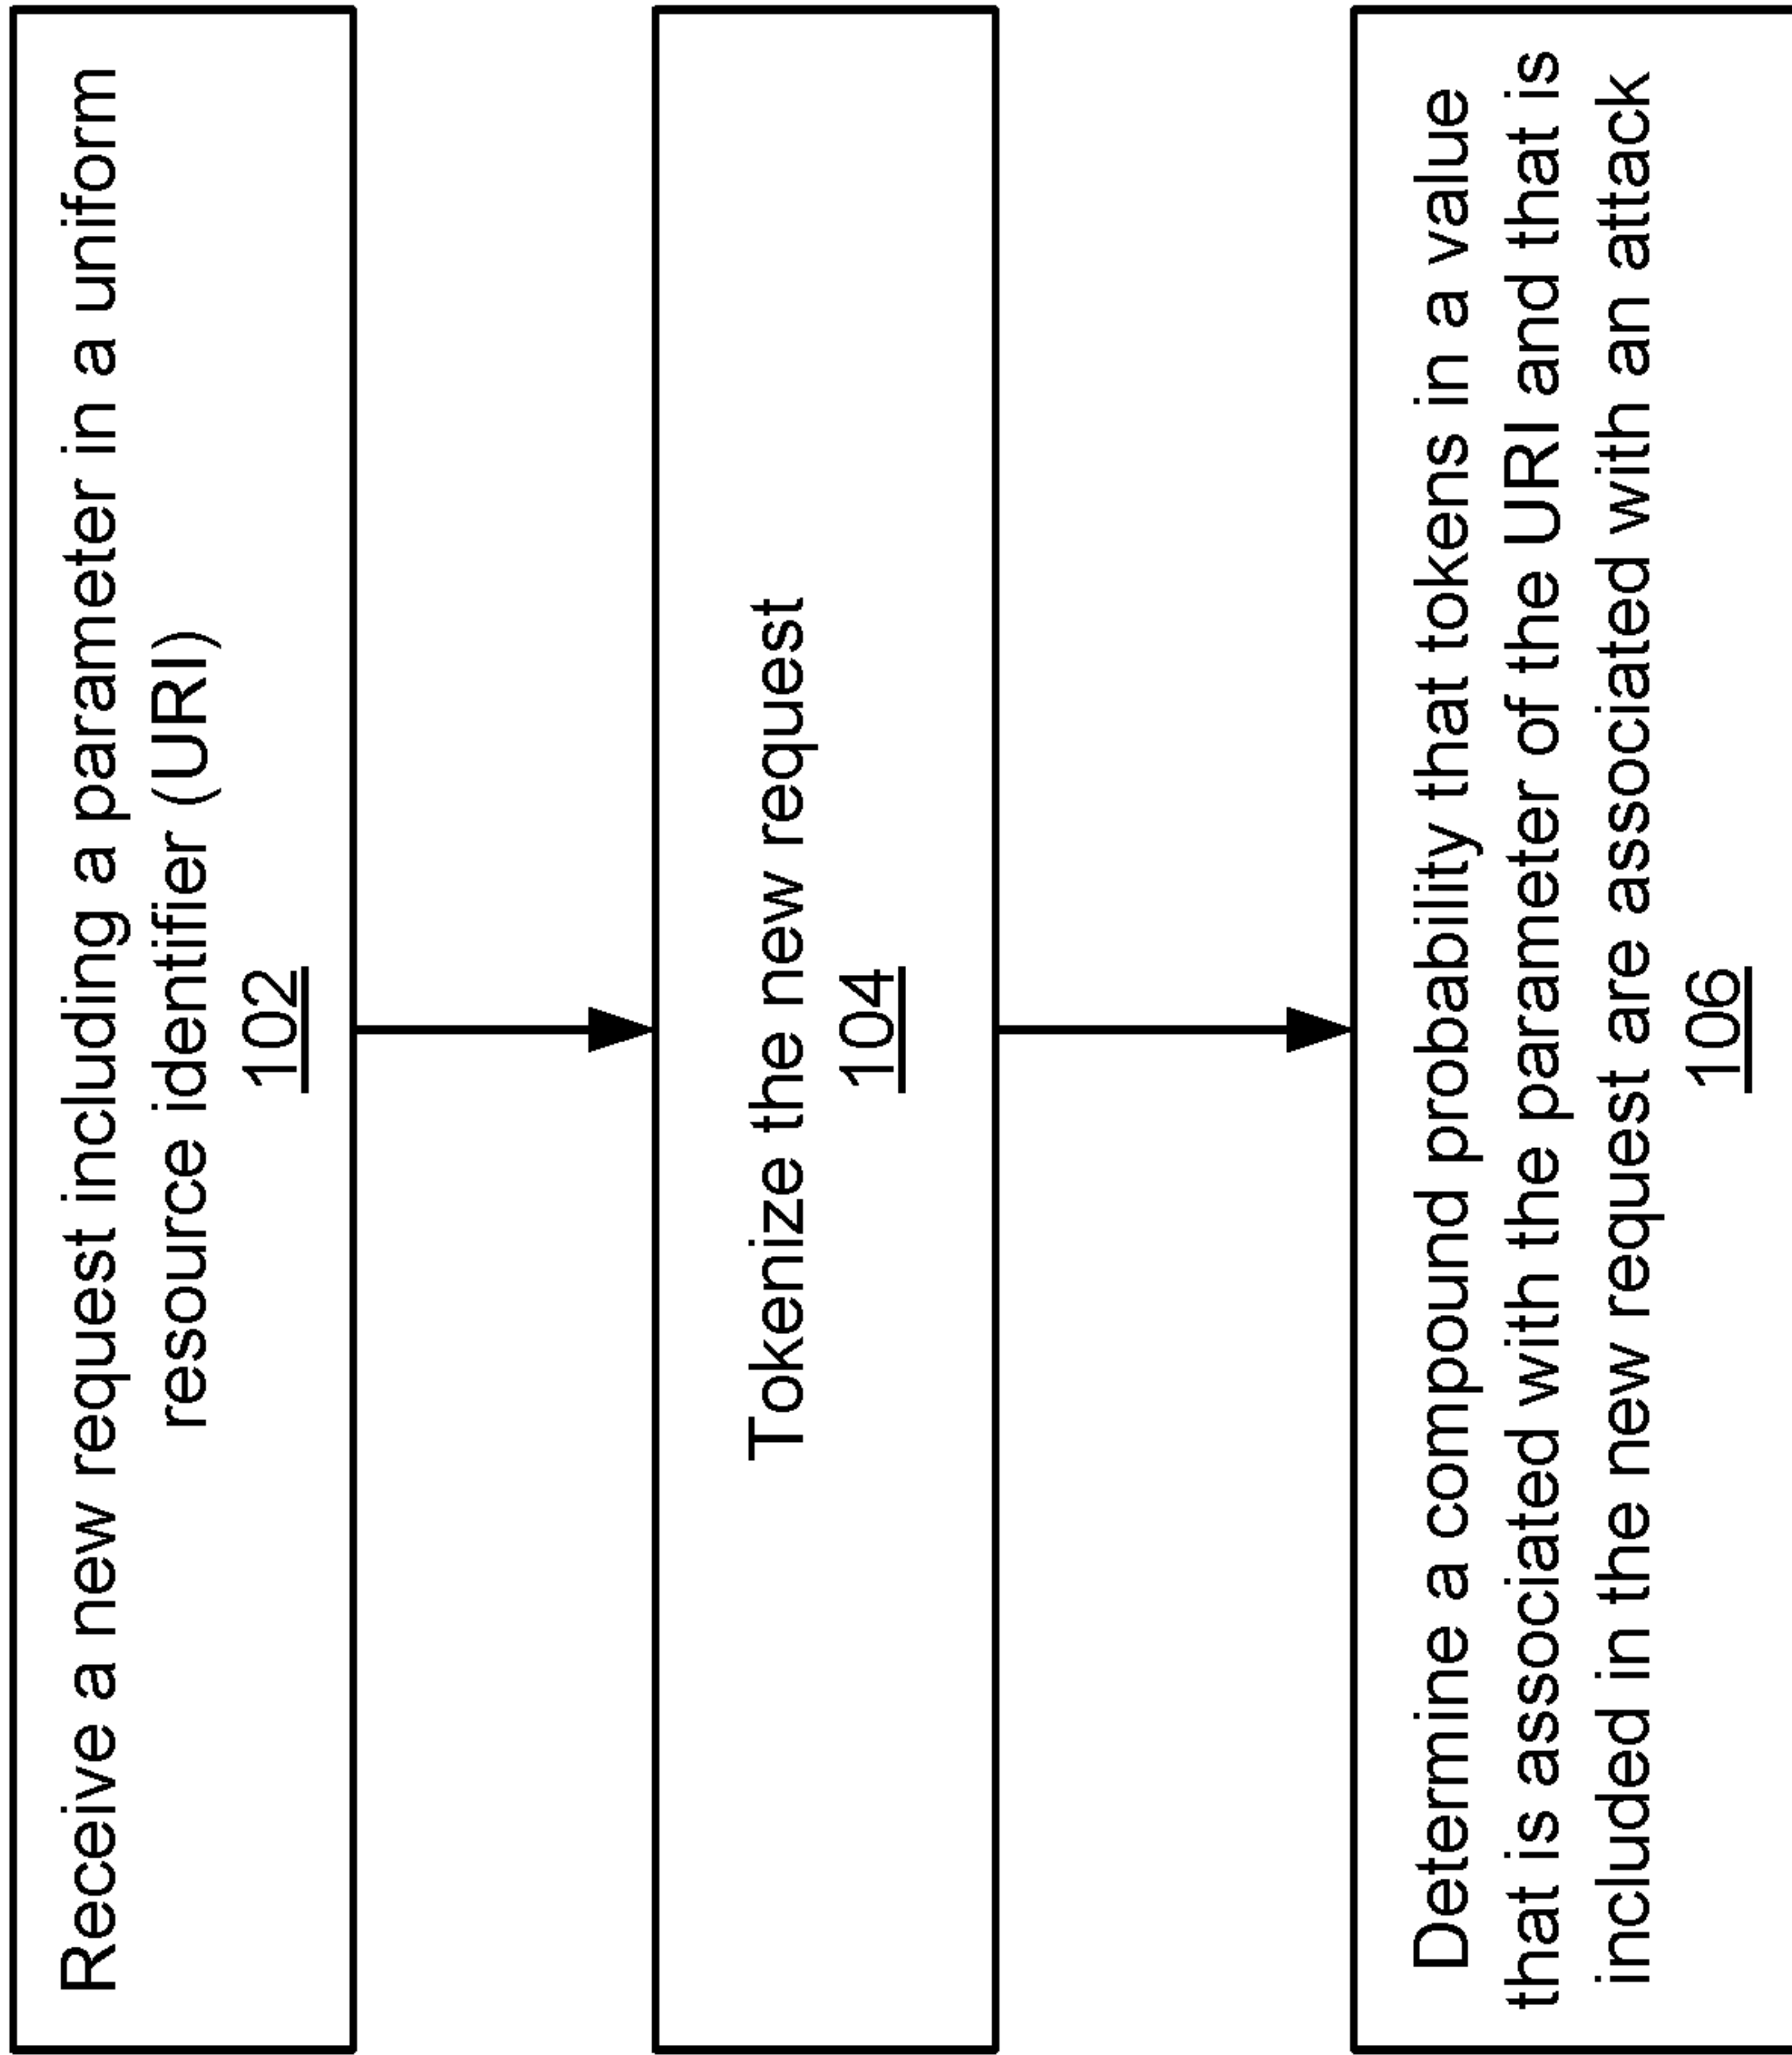 Receive a new request including a parameter in a uniform
resource identifier (URI)
102
Tokenize the new request
104
Determine a compound probability that tokens in a value
that is associated with the parameter of the URI and that is
included in the new request are associated with an attack
106